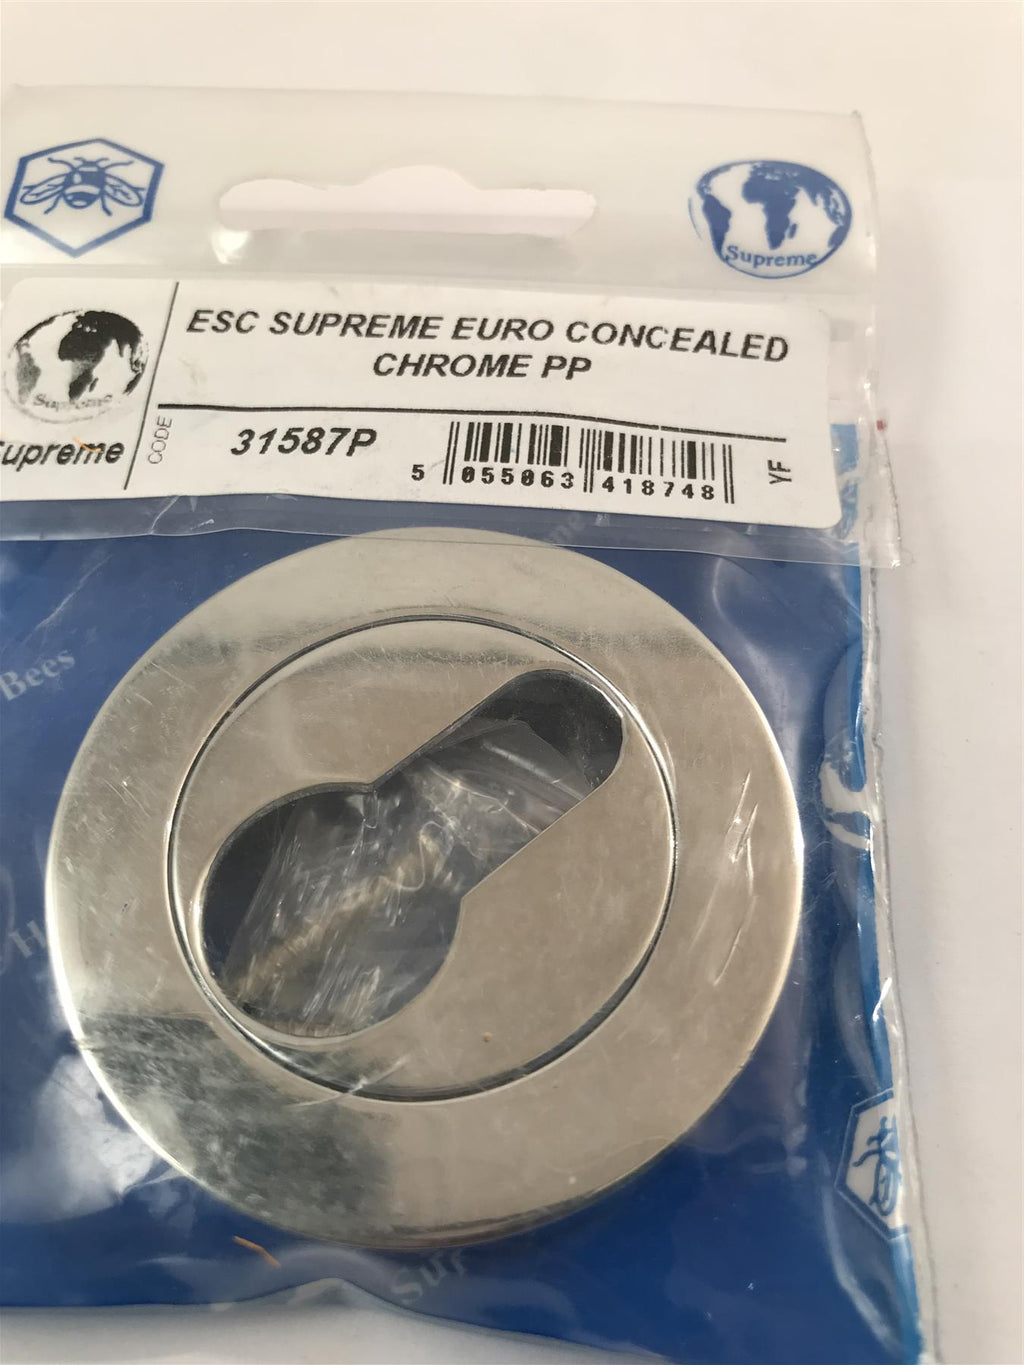 Supreme
ESC SUPREME EURO CONCEALED
CHROME PP
Supreme
Supreme
CODE
31587P
5 055063 418748
YF
Bees